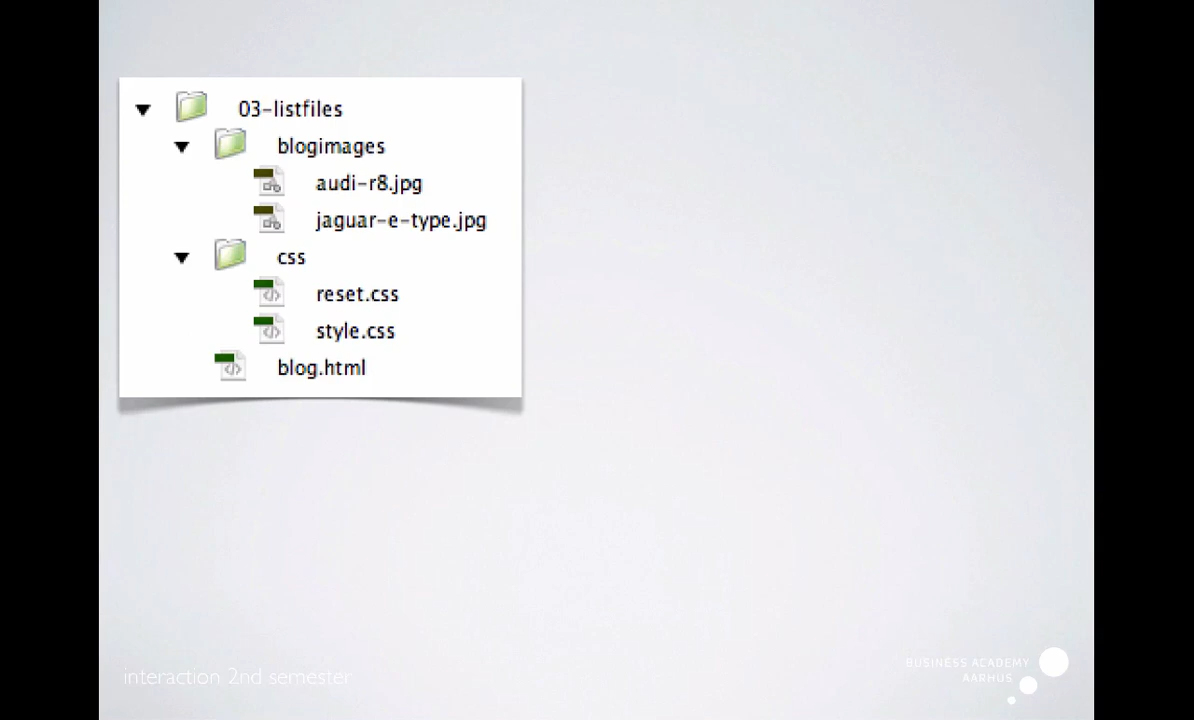 03-listfiles
blogimages
audi-r8.jpg
jaguar-e-type.jpg
css
reset.css
style.css
blog.html
interaction 2nd semester
BUSINESS ACADEMY
AARHUS